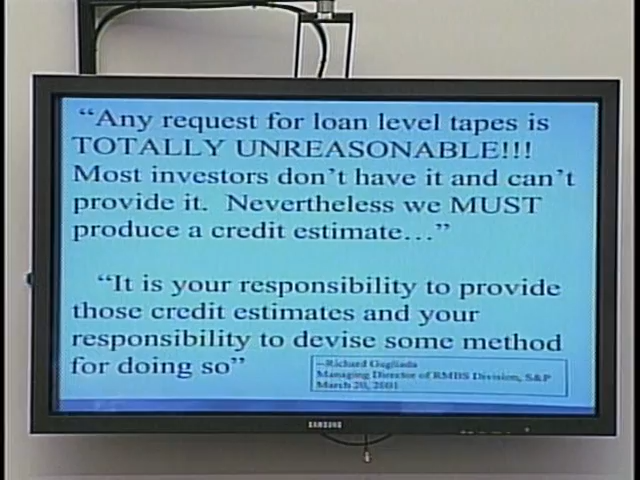 “Any request for loan level tapes is
TOTALLY UNREASONABLE!!!
Most investors don’t have it and can’t
provide it.  Nevertheless we MUST
produce a credit estimate…”
“It is your responsibility to provide
those credit estimates and your
responsibility to devise some method
for doing so”
--Richard Gugliada
Managing Director of RMBS Division, S&P
March 20, 2001
SAMSUNG